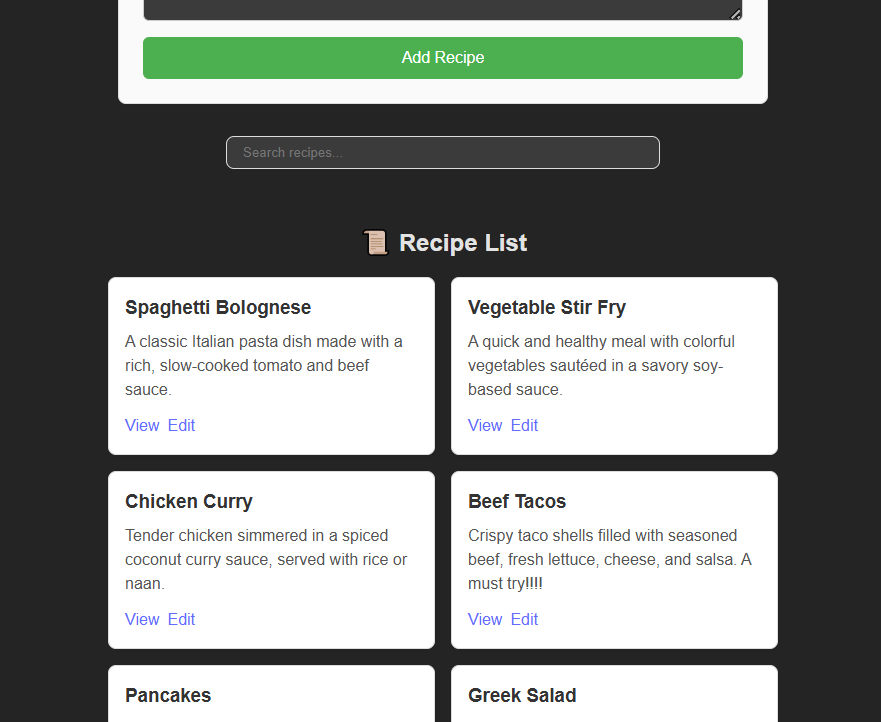 Add Recipe
Search recipes...
📜 Recipe List
Spaghetti Bolognese
A classic Italian pasta dish made with a
rich, slow-cooked tomato and beef
sauce.
View Edit
Vegetable Stir Fry
A quick and healthy meal with colorful
vegetables sautéed in a savory soy-
based sauce.
View Edit
Chicken Curry
Tender chicken simmered in a spiced
coconut curry sauce, served with rice or
naan.
View Edit
Beef Tacos
Crispy taco shells filled with seasoned
beef, fresh lettuce, cheese, and salsa. A
must try!!!!
View Edit
Pancakes
Greek Salad